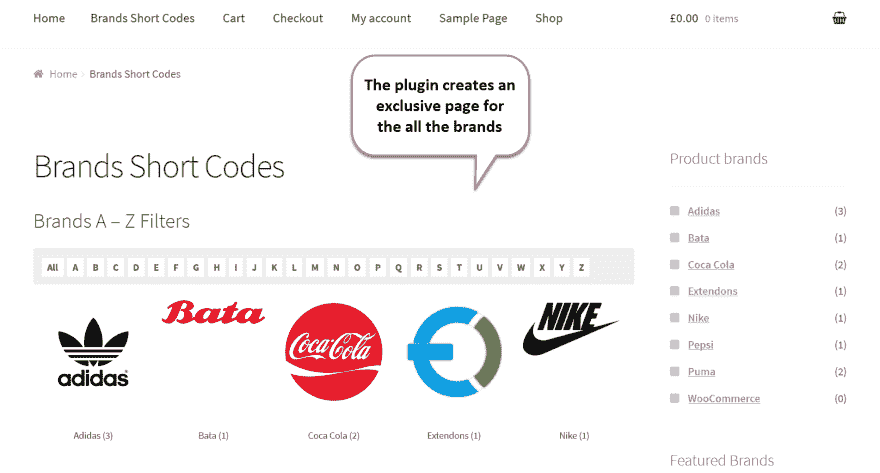 Home Brands Short Codes Cart Checkout My account Sample Page Shop £0.00 0 items
Home › Brands Short Codes
The plugin creates an
exclusive page for
the all the brands
Brands Short Codes
Brands A – Z Filters
All A B C D E F G H I J K L M N O P Q R S T U V W X Y Z
adidas
Bata
Coca-Cola
NIKE
Adidas (3) Bata (1) Coca Cola (2) Extendons (1) Nike (1)
Product brands
Adidas (3)
Bata (1)
Coca Cola (2)
Extendons (1)
Nike (1)
Pepsi (1)
Puma (2)
WooCommerce (0)
Featured Brands